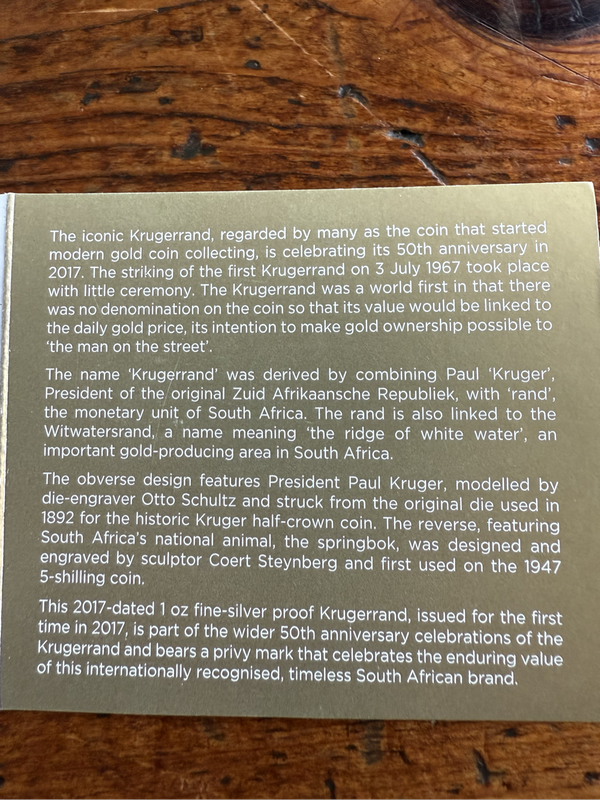 The iconic Krugerrand, regarded by many as the coin that started
modern gold coin collecting, is celebrating its 50th anniversary in
2017. The striking of the first Krugerrand on 3 July 1967 took place
with little ceremony. The Krugerrand was a world first in that there
was no denomination on the coin so that its value would be linked to
the daily gold price, its intention to make gold ownership possible to
‘the man on the street’.
The name ‘Krugerrand’ was derived by combining Paul ‘Kruger’,
President of the original Zuid Afrikaansche Republiek, with ‘rand’,
the monetary unit of South Africa. The rand is also linked to the
Witwatersrand, a name meaning ‘the ridge of white water’, an
important gold-producing area in South Africa.
The obverse design features President Paul Kruger, modelled by
die-engraver Otto Schultz and struck from the original die used in
1892 for the historic Kruger half-crown coin. The reverse, featuring
South Africa’s national animal, the springbok, was designed and
engraved by sculptor Coert Steynberg and first used on the 1947
5-shilling coin.
This 2017-dated 1 oz fine-silver proof Krugerrand, issued for the first
time in 2017, is part of the wider 50th anniversary celebrations of the
Krugerrand and bears a privy mark that celebrates the enduring value
of this internationally recognised, timeless South African brand.